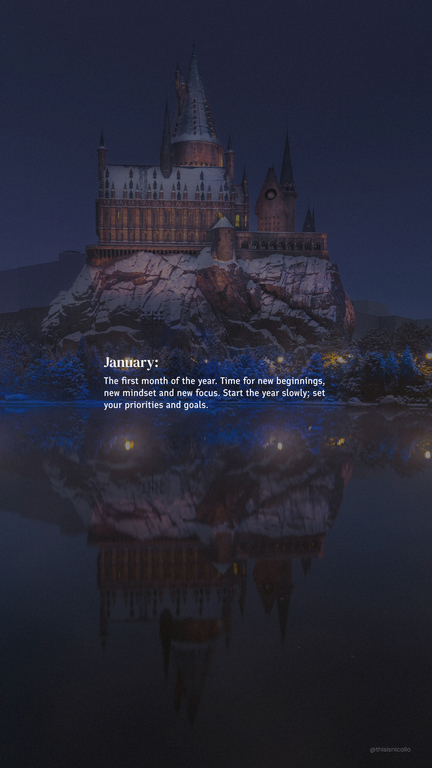 January:
The first month of the year. Time for new beginnings,
new mindset and new focus. Start the year slowly; set
your priorities and goals.
@thisisnicollo